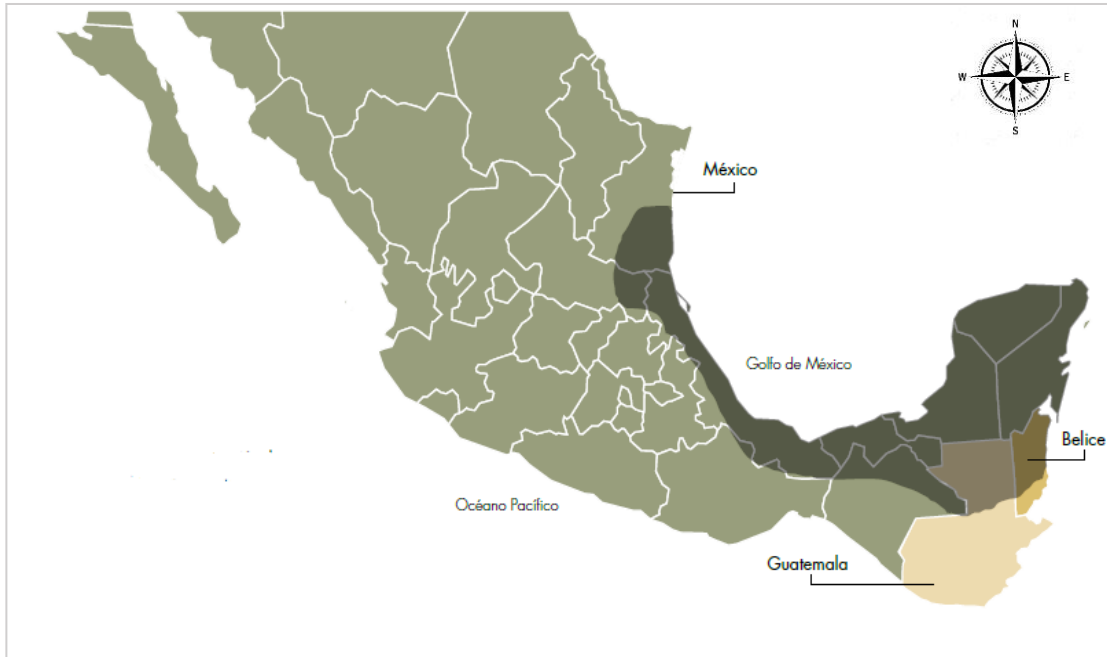 N
W E
S
México
Golfo de México
Belice
Océano Pacífico
Guatemala